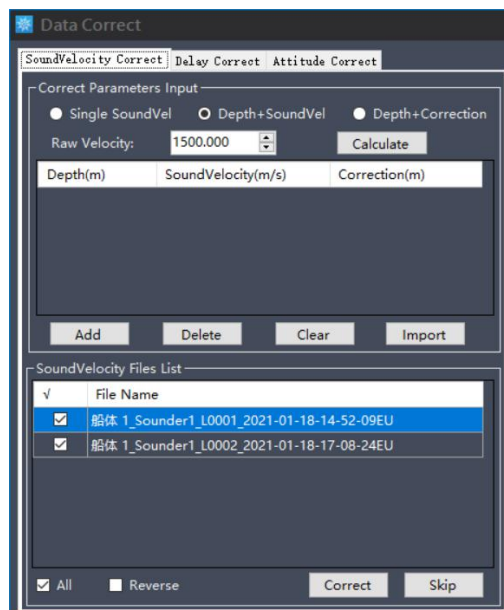 Data Correct
SoundVelocity Correct Delay Correct Attitude Correct
Correct Parameters Input
Single SoundVel Depth+SoundVel Depth+Correction
Raw Velocity: 1500.000 Calculate
Depth(m) SoundVelocity(m/s) Correction(m)
Add Delete Clear Import
SoundVelocity Files List
√ File Name
船体 1_Sounder1_L0001_2021-01-18-14-52-09EU
船体 1_Sounder1_L0002_2021-01-18-17-08-24EU
All Reverse Correct Skip